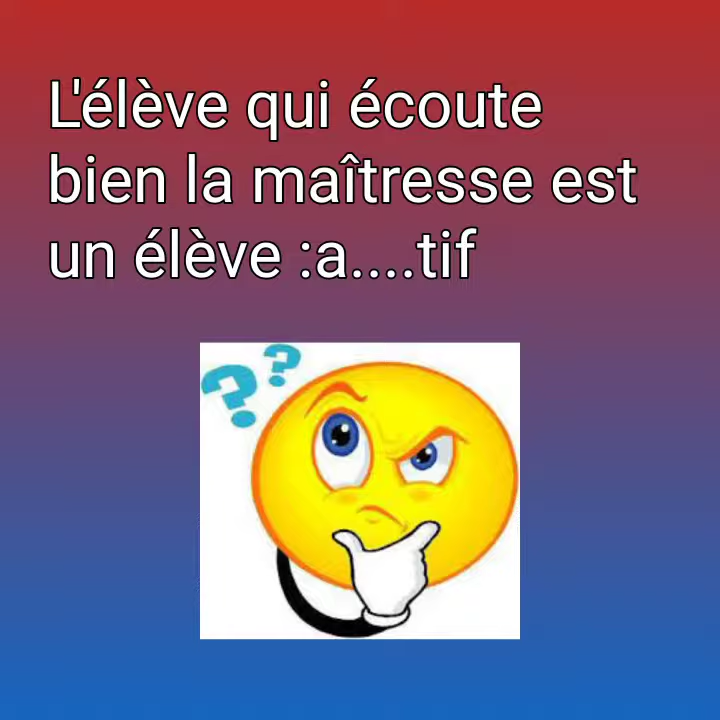 L'élève qui écoute
bien la maîtresse est
un élève :a....tif
??